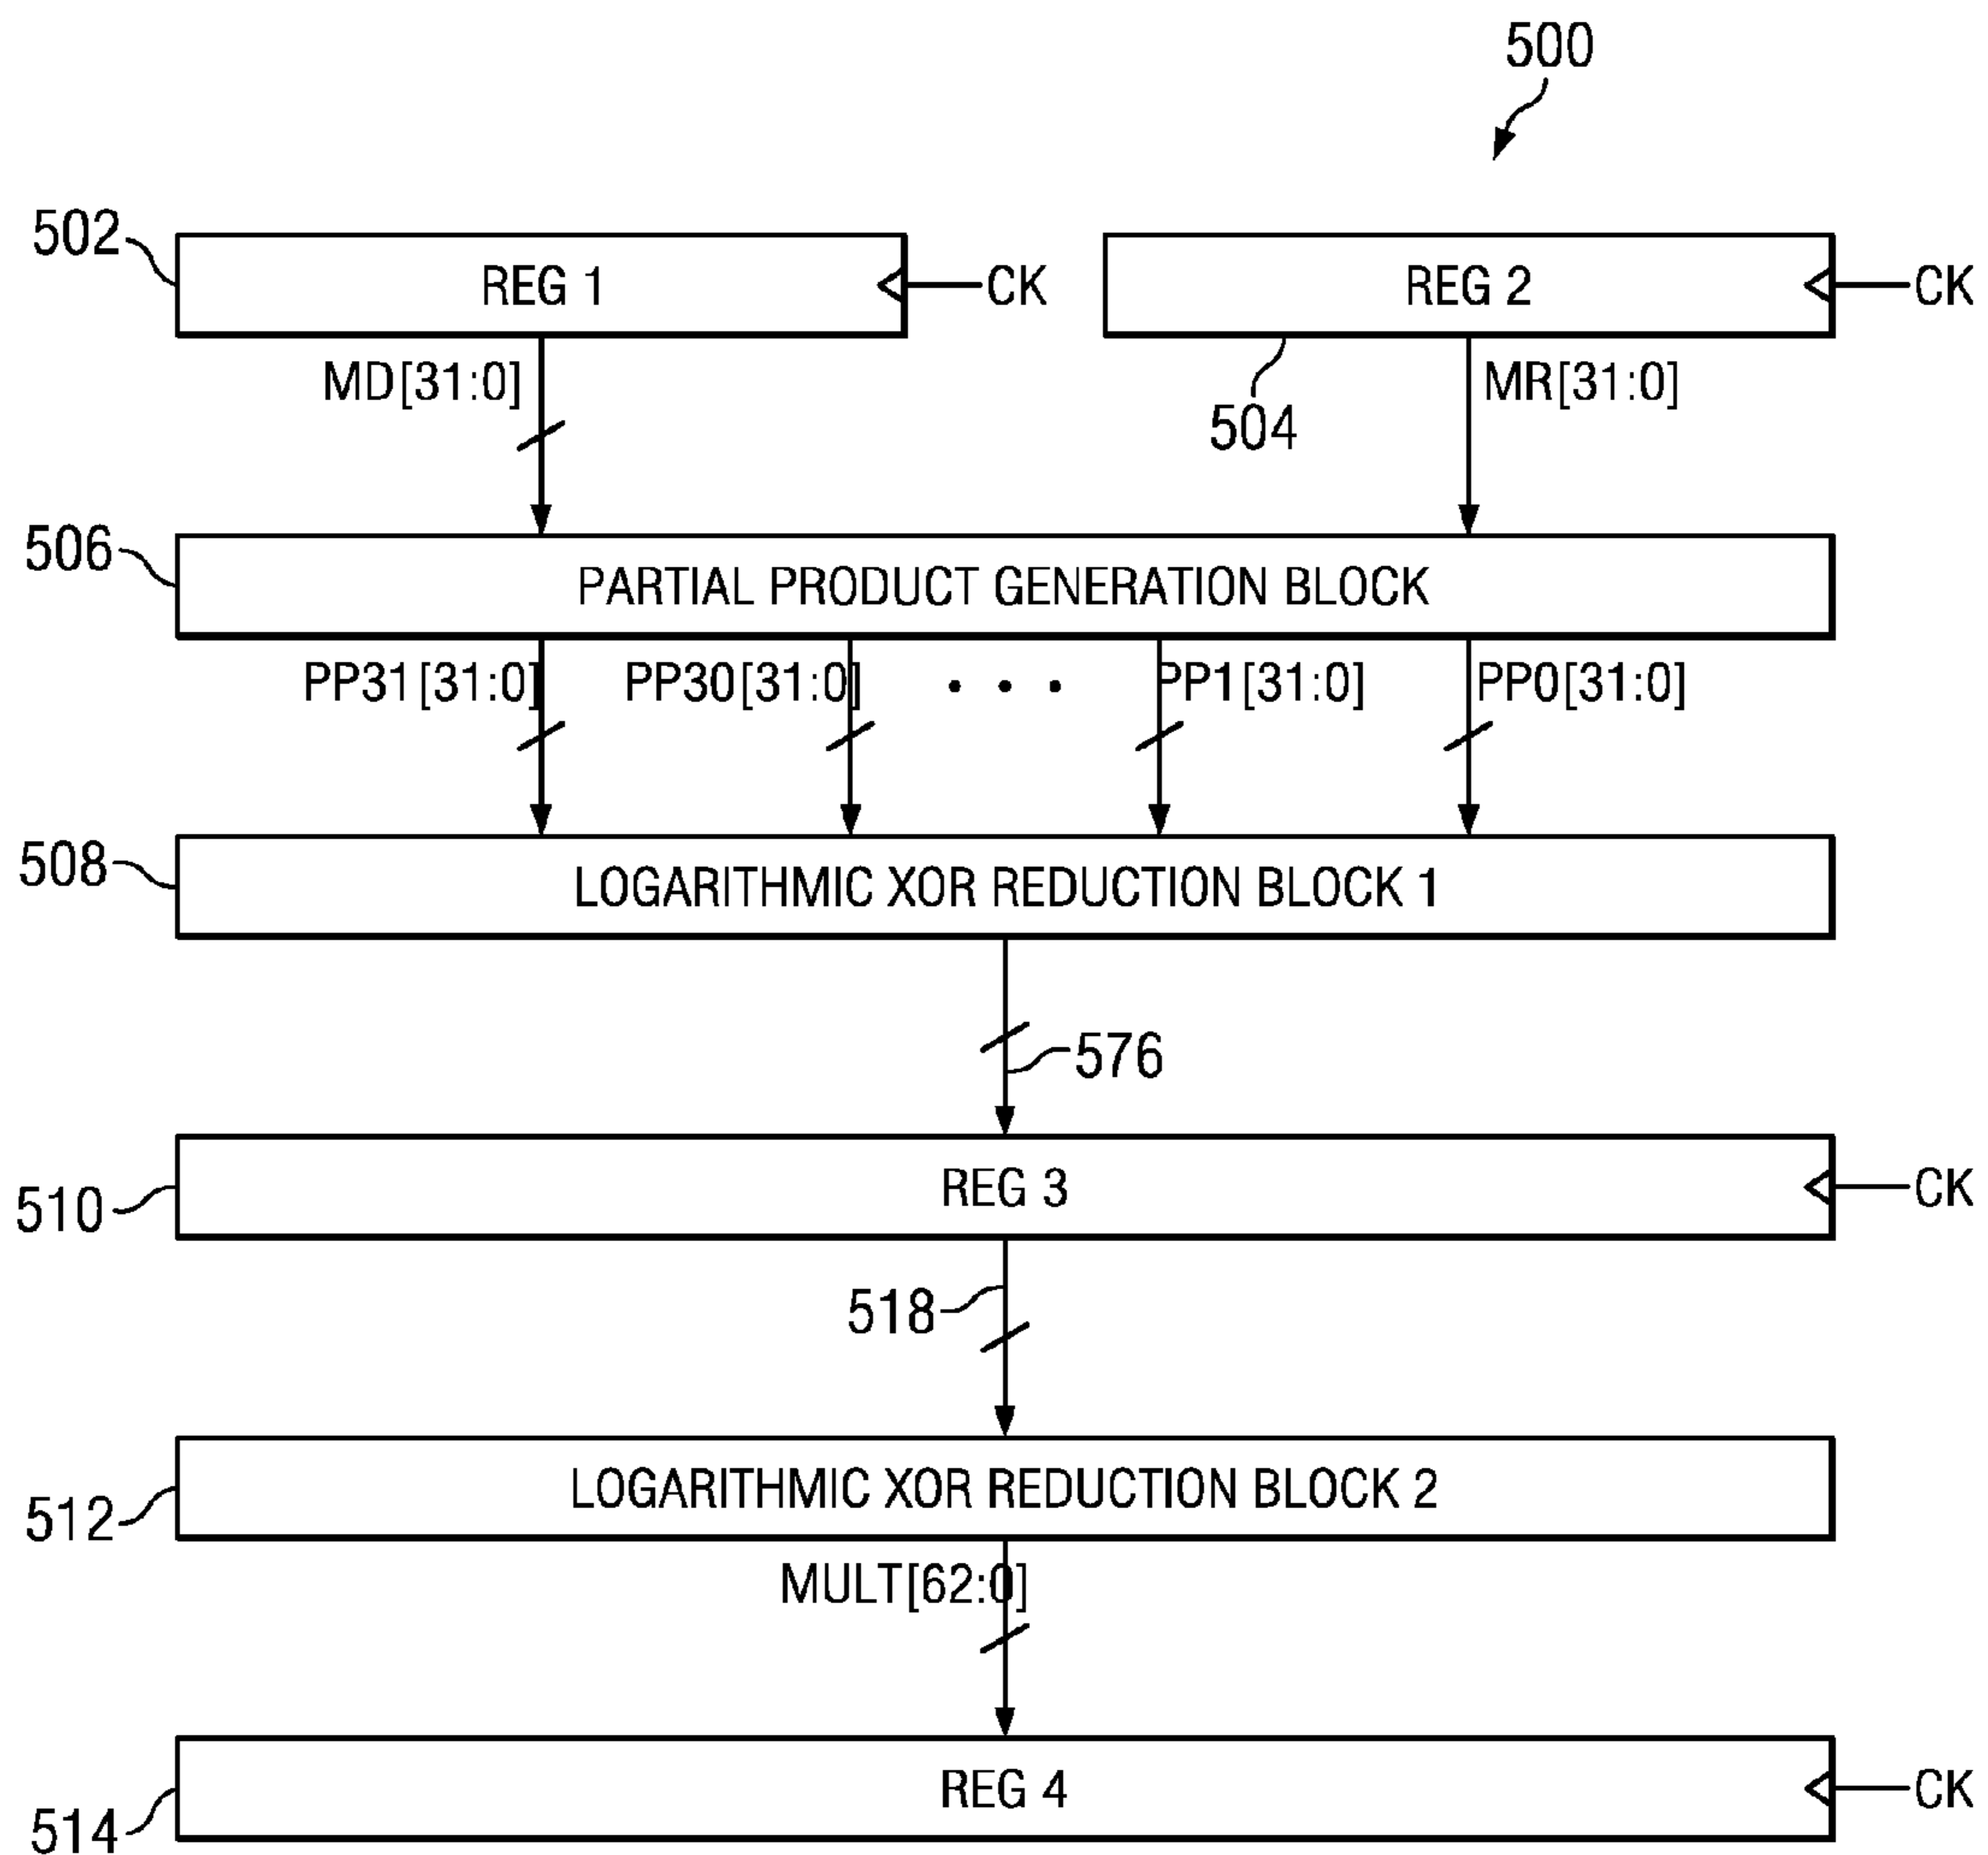 500
502
REG 1
CK
REG 2
CK
MD[31:0]
504
MR[31:0]
506
PARTIAL PRODUCT GENERATION BLOCK
PP31[31:0]
PP30[31:0]
• • •
PP1[31:0]
PP0[31:0]
508
LOGARITHMIC XOR REDUCTION BLOCK 1
576
510
REG 3
CK
518
512
LOGARITHMIC XOR REDUCTION BLOCK 2
MULT[62:0]
514
REG 4
CK